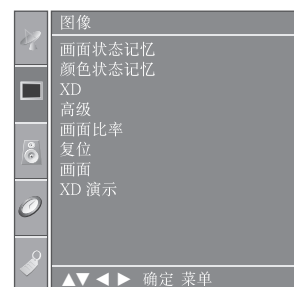 图像
画面状态记忆
颜色状态记忆
XD
高级
画面比率
复位
画面
XD 演示
▲▼◀▶ 确定 菜单